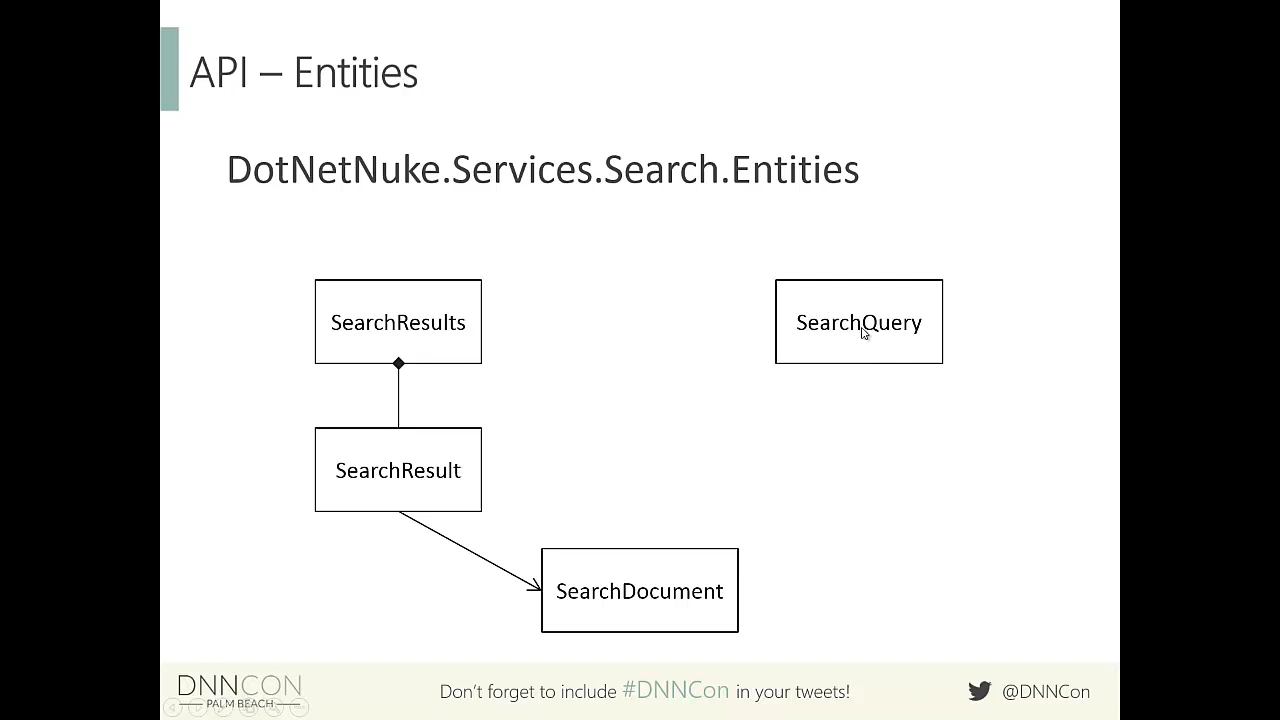 API – Entities
DotNetNuke.Services.Search.Entities
SearchResults
SearchQuery
SearchResult
SearchDocument
DNNCON
PALM BEACH
Don't forget to include #DNNCon in your tweets!
@DNNCon